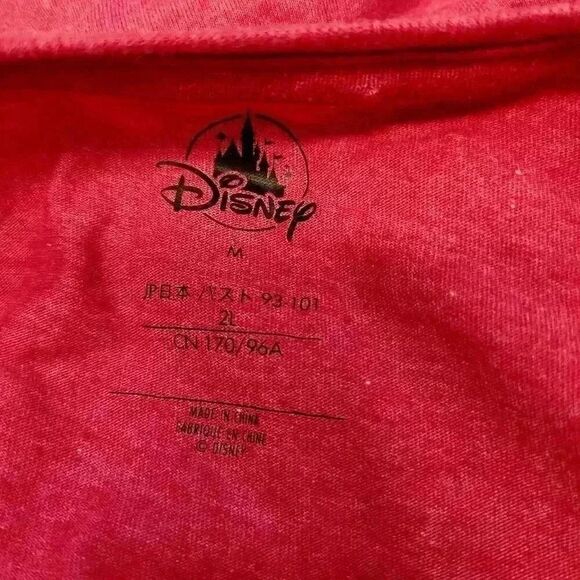 Disney
M
JP日本 バスト 93-101
2L
CN 170/96A
MADE IN CHINA
FABRIQUÉ EN CHINE
© DISNEY